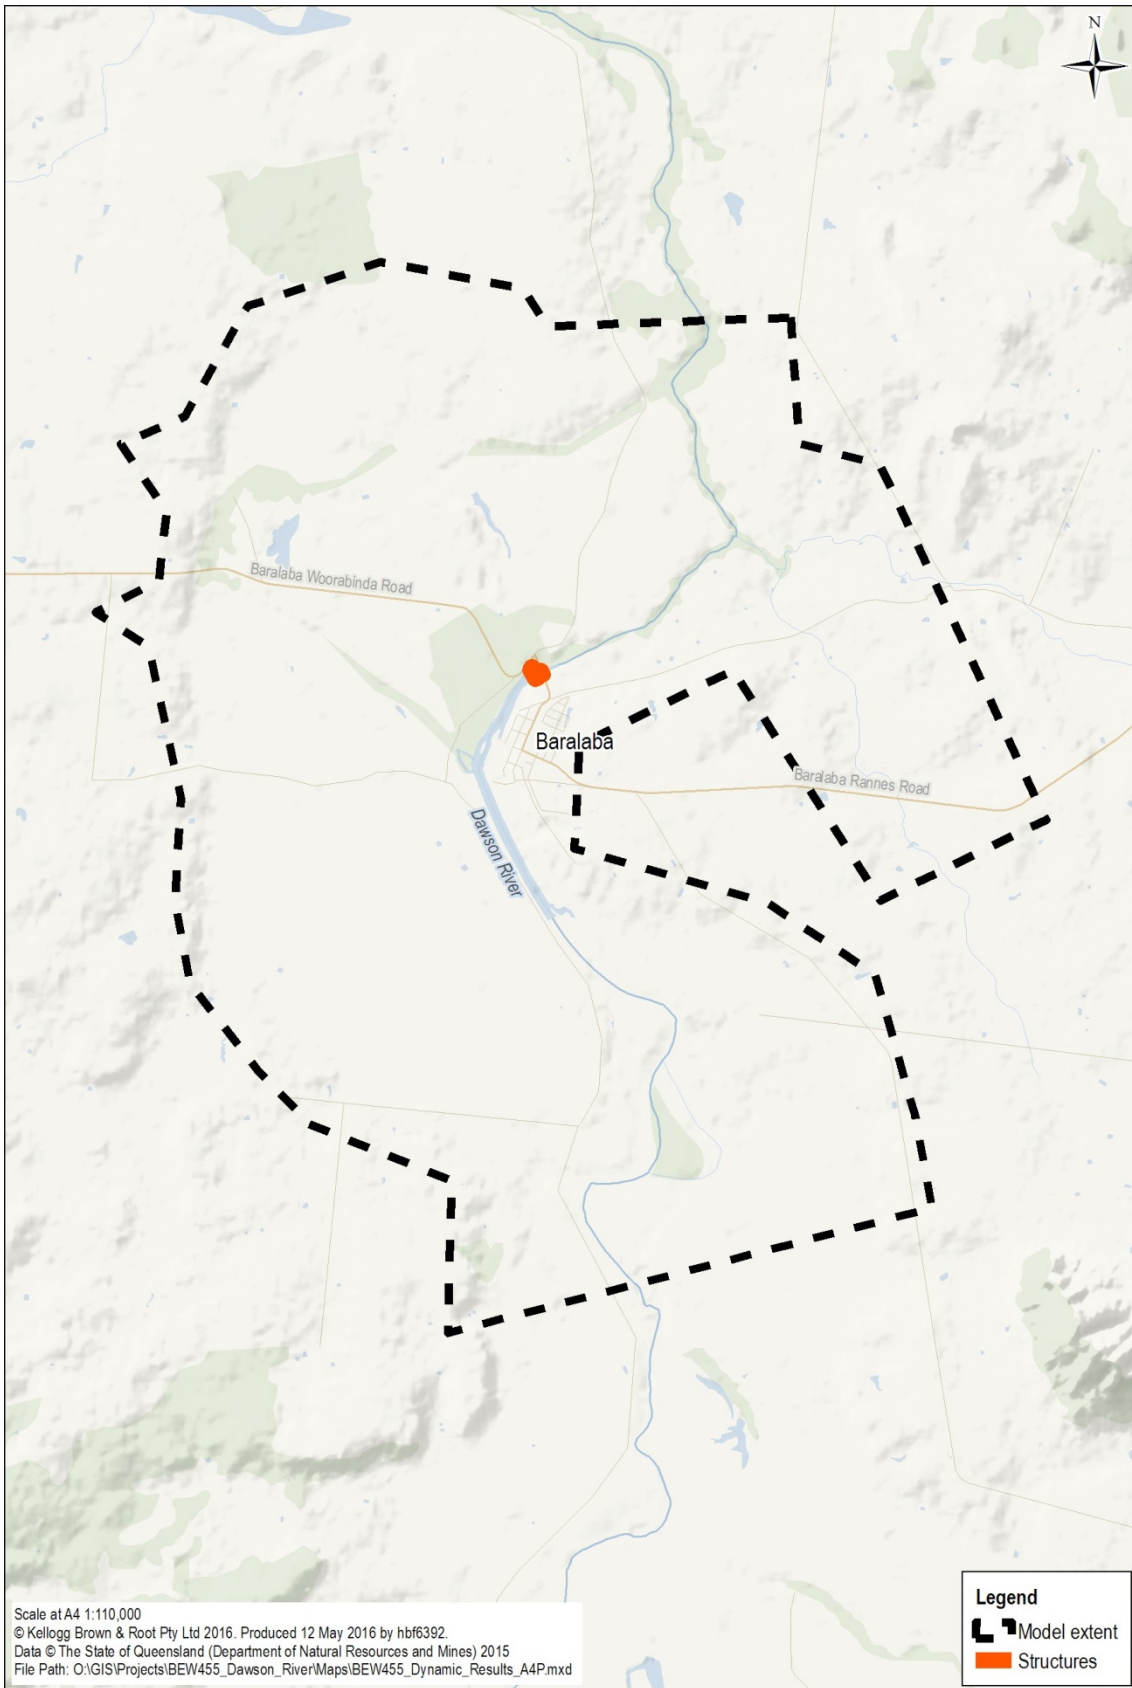 N
Baralaba Woorabinda Road
Baralaba
Baralaba Rannes Road
Dawson River
Scale at A4 1:110,000
© Kellogg Brown & Root Pty Ltd 2016. Produced 12 May 2016 by hbf6392.
Data © The State of Queensland (Department of Natural Resources and Mines) 2015
File Path: O:\GIS\Projects\BEW455_Dawson_River\Maps\BEW455_Dynamic_Results_A4P.mxd
Legend
Model extent
Structures